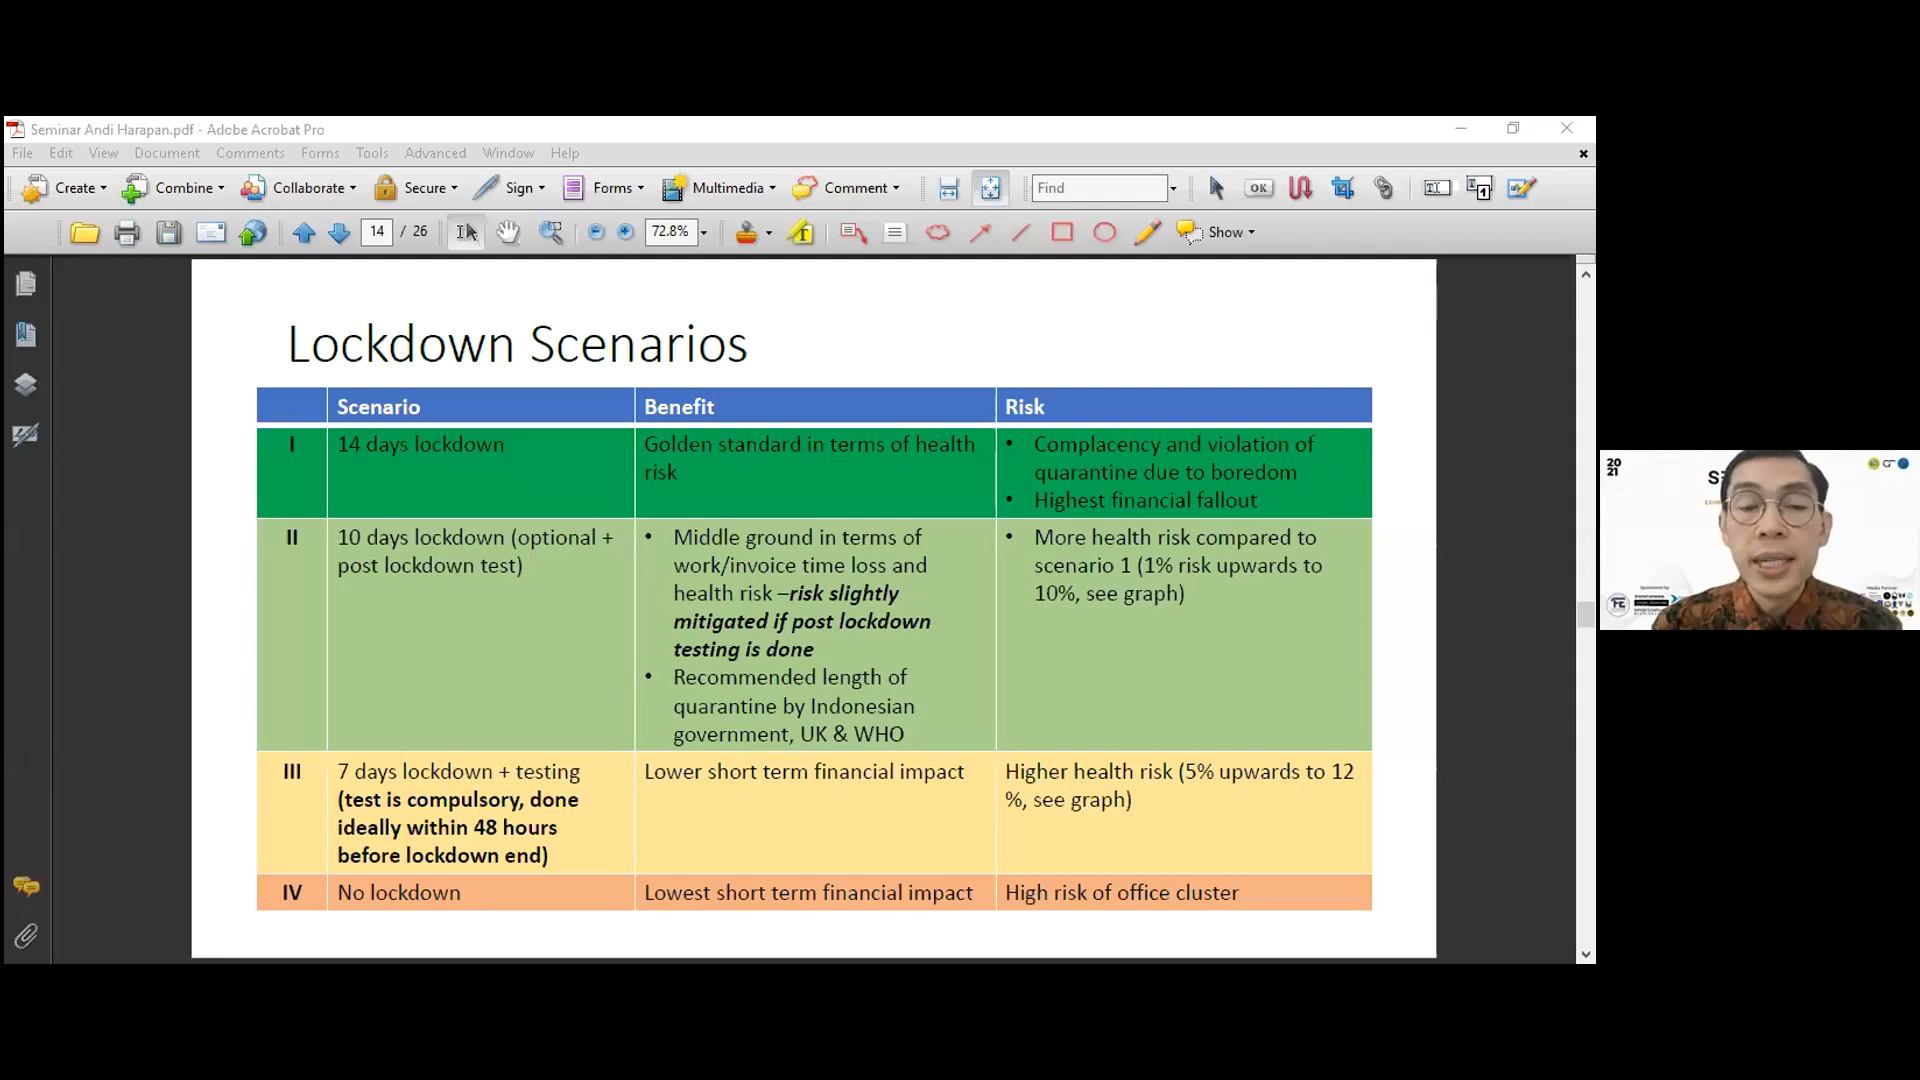 Seminar Andi Harapan.pdf - Adobe Acrobat Pro
File Edit View Document Comments Forms Tools Advanced Window Help
Create Combine Collaborate Secure Sign Forms Multimedia Comment Find OK
14 / 26 72.8% Show
Lockdown Scenarios
Scenario Benefit Risk
I
14 days lockdown
Golden standard in terms of health
risk
• Complacency and violation of
quarantine due to boredom
• Highest financial fallout
II
10 days lockdown (optional +
post lockdown test)
• Middle ground in terms of
work/invoice time loss and
health risk –risk slightly
mitigated if post lockdown
testing is done
• Recommended length of
quarantine by Indonesian
government, UK & WHO
• More health risk compared to
scenario 1 (1% risk upwards to
10%, see graph)
III
7 days lockdown + testing
(test is compulsory, done
ideally within 48 hours
before lockdown end)
Lower short term financial impact
Higher health risk (5% upwards to 12
%, see graph)
IV
No lockdown
Lowest short term financial impact
High risk of office cluster
20
21